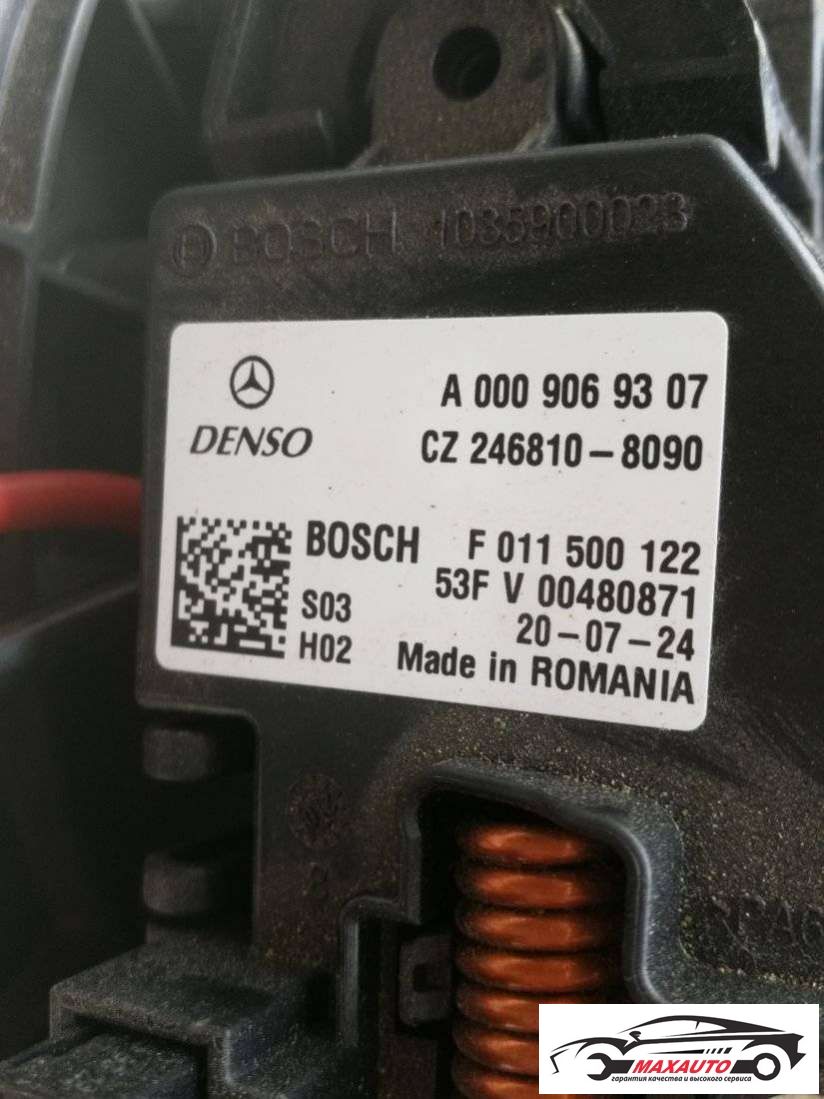 BOSCH 1035900023
A 000 906 93 07
DENSO CZ 246810-8090
BOSCH F 011 500 122
53F V 00480871
S03 20-07-24
H02 Made in ROMANIA
MAXAUTO
гарантия качества и высокого сервиса